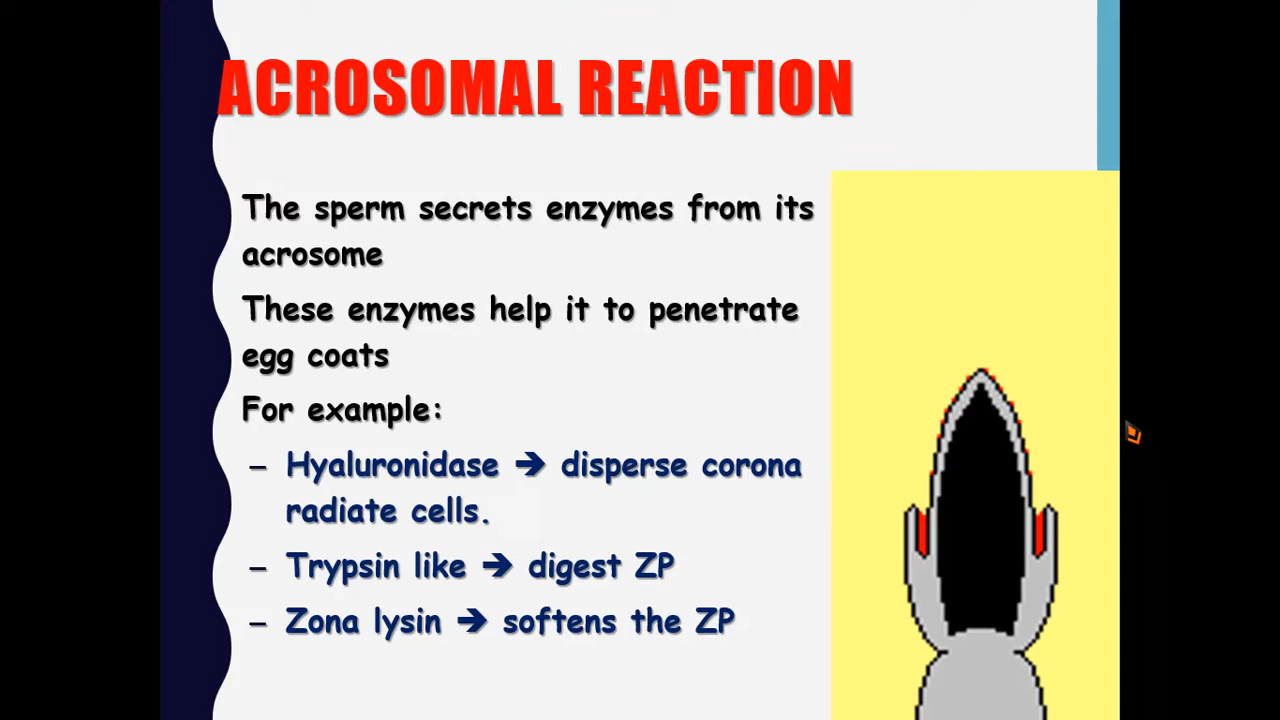 ACROSOMAL REACTION
The sperm secrets enzymes from its
acrosome
These enzymes help it to penetrate
egg coats
For example:
– Hyaluronidase ➔ disperse corona
radiate cells.
– Trypsin like ➔ digest ZP
– Zona lysin ➔ softens the ZP